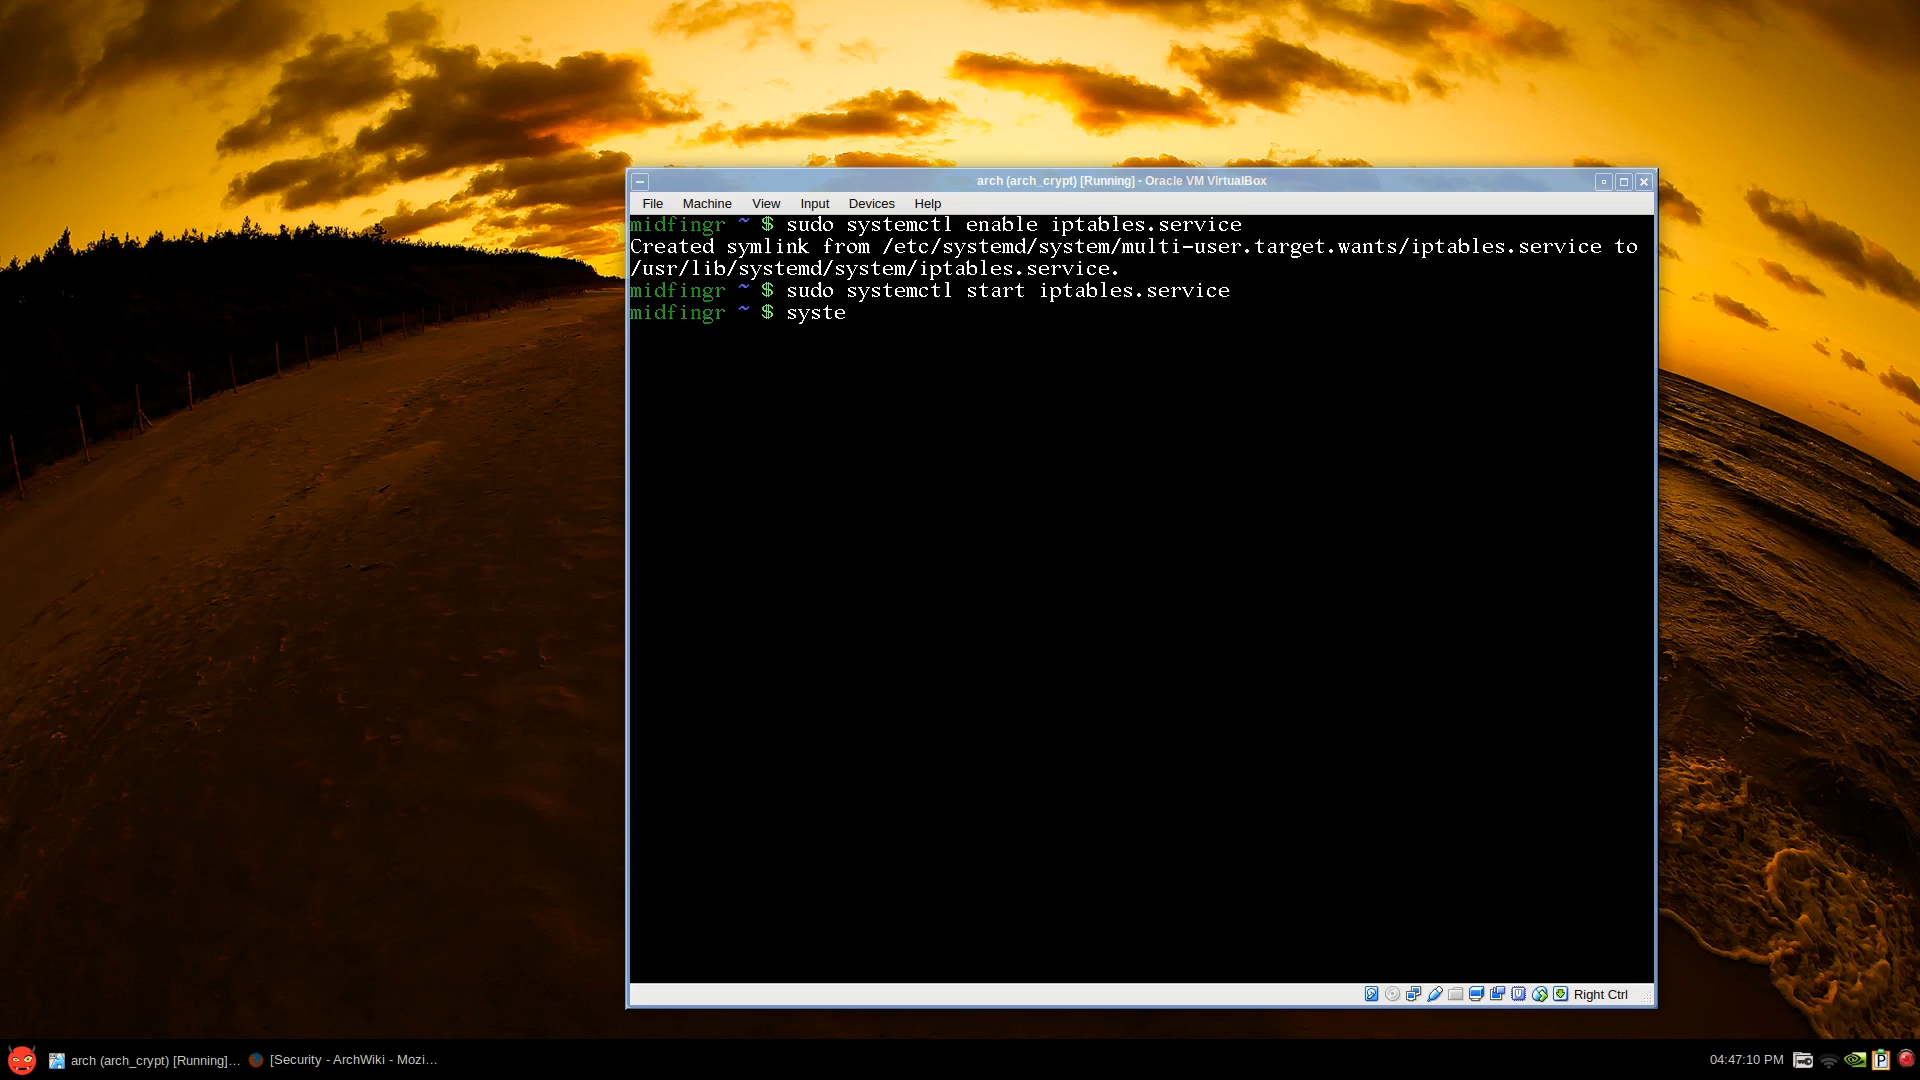 arch (arch_crypt) [Running] - Oracle VM VirtualBox
File Machine View Input Devices Help
midfingr ~ $ sudo systemctl enable iptables.service
Created symlink from /etc/systemd/system/multi-user.target.wants/iptables.service to
/usr/lib/systemd/system/iptables.service.
midfingr ~ $ sudo systemctl start iptables.service
midfingr ~ $ syste
Right Ctrl
arch (arch_crypt) [Running]... [Security - ArchWiki - Mozi... 04:47:10 PM P